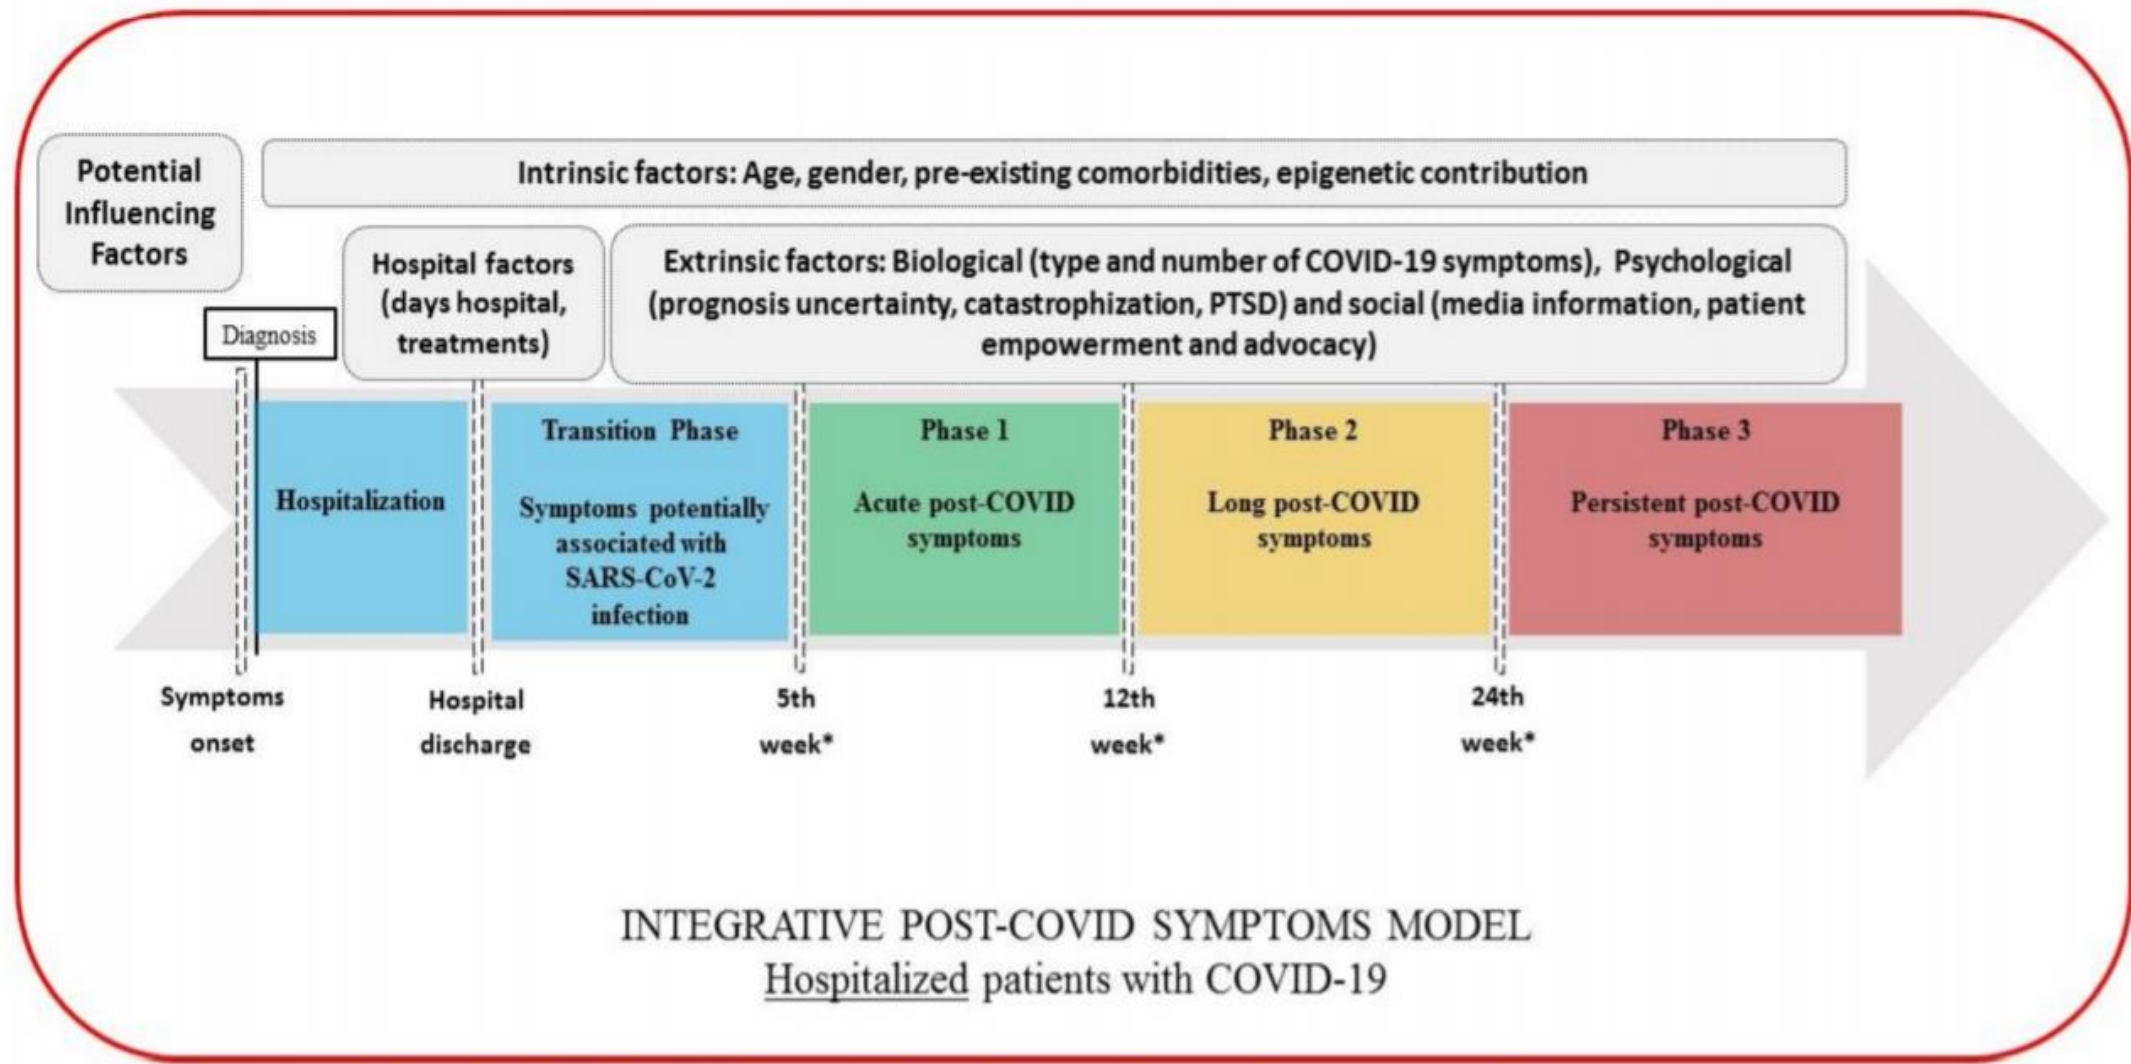 Potential
Influencing
Factors
Intrinsic factors: Age, gender, pre-existing comorbidities, epigenetic contribution
Hospital factors
(days hospital,
treatments)
Extrinsic factors: Biological (type and number of COVID-19 symptoms), Psychological
(prognosis uncertainty, catastrophization, PTSD) and social (media information, patient
empowerment and advocacy)
Diagnosis
Hospitalization
Transition Phase
Symptoms potentially
associated with
SARS-CoV-2
infection
Phase 1
Acute post-COVID
symptoms
Phase 2
Long post-COVID
symptoms
Phase 3
Persistent post-COVID
symptoms
Symptoms
onset
Hospital
discharge
5th
week*
12th
week*
24th
week*
INTEGRATIVE POST-COVID SYMPTOMS MODEL
Hospitalized patients with COVID-19